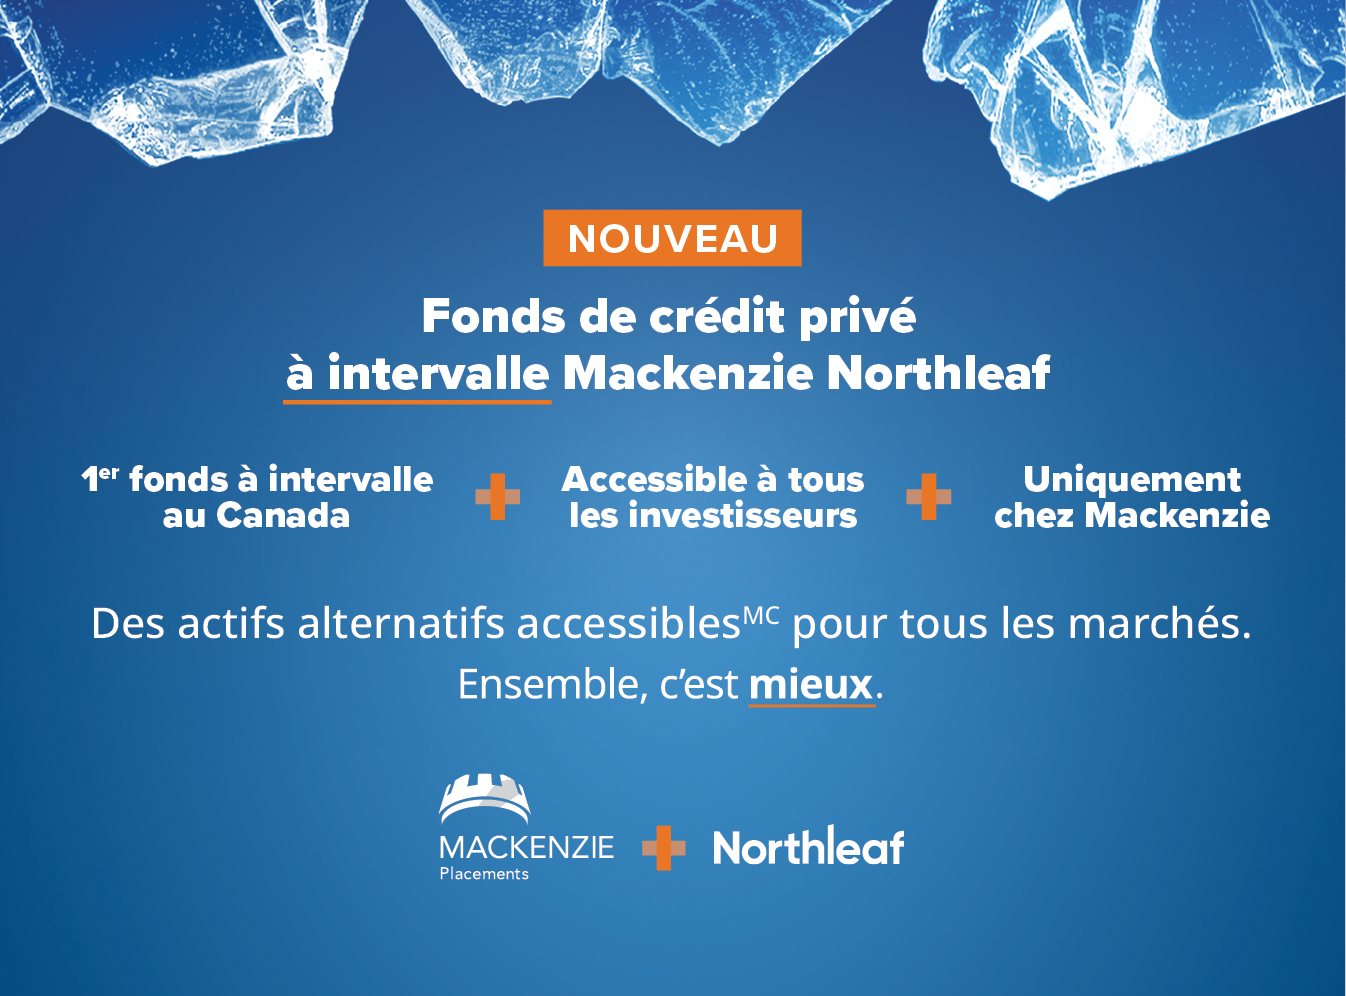 NOUVEAU
Fonds de crédit privé
à intervalle Mackenzie Northleaf
1er fonds à intervalle
au Canada
Accessible à tous
les investisseurs
Uniquement
chez Mackenzie
Des actifs alternatifs accessiblesMC pour tous les marchés.
Ensemble, c’est mieux.
MACKENZIE
Placements
Northleaf